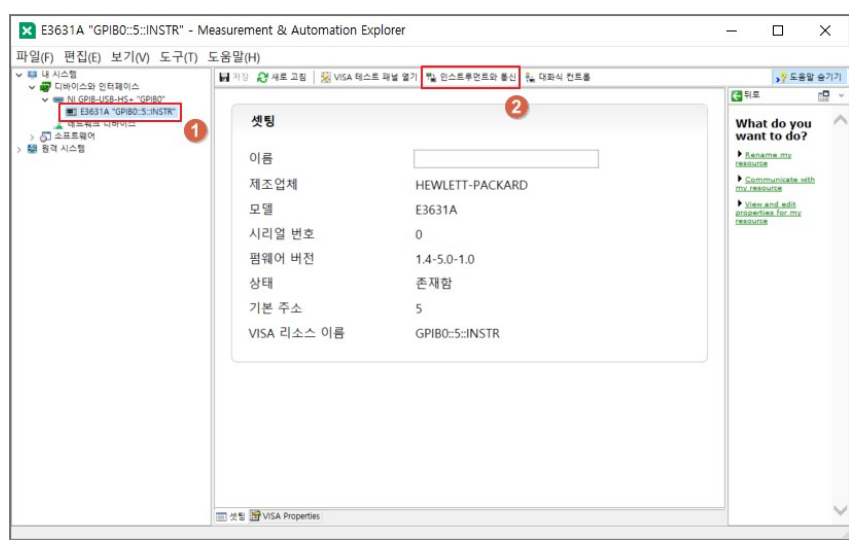 E3631A "GPIB0::5::INSTR" - Measurement & Automation Explorer
파일(F) 편집(E) 보기(V) 도구(T) 도움말(H)
내 시스템
디바이스와 인터페이스
NI GPIB-USB-HS+ "GPIB0"
E3631A "GPIB0::5::INSTR"
네트워크 디바이스
소프트웨어
원격 시스템
1
저장 새로 고침 VISA 테스트 패널 열기 인스트루먼트와 통신 대화식 컨트롤
2
도움말 숨기기
셋팅
이름
제조업체 HEWLETT-PACKARD
모델 E3631A
시리얼 번호 0
펌웨어 버전 1.4-5.0-1.0
상태 존재함
기본 주소 5
VISA 리소스 이름 GPIB0::5::INSTR
셋팅 VISA Properties
뒤로
What do you
want to do?
Rename my
resource
Communicate with
my resource
View and edit
properties for my
resource